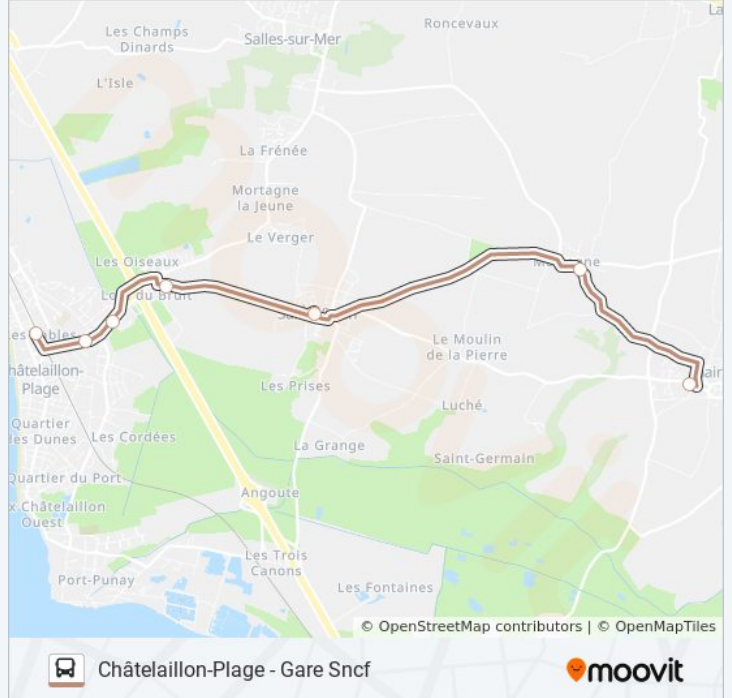 La
Roncevaux
Les Champs
Dinards
Salles-sur-Mer
L'Isle
La Frénée
Mortagne
la Jeune
Le Verger
Les Oiseaux
Le Moulin
de la Pierre
Châtelaillon-
Plage
Les Prises
Luché
Quartier
des Dunes
Les Cordées
La Grange
Saint-Germain
Quartier du Port
x Châtelaillon
Ouest
Angoute
Les Trois
Canons
Port-Punay
Les Fontaines
© OpenStreetMap contributors | © OpenMapTiles
Châtelaillon-Plage - Gare Sncf
moovit